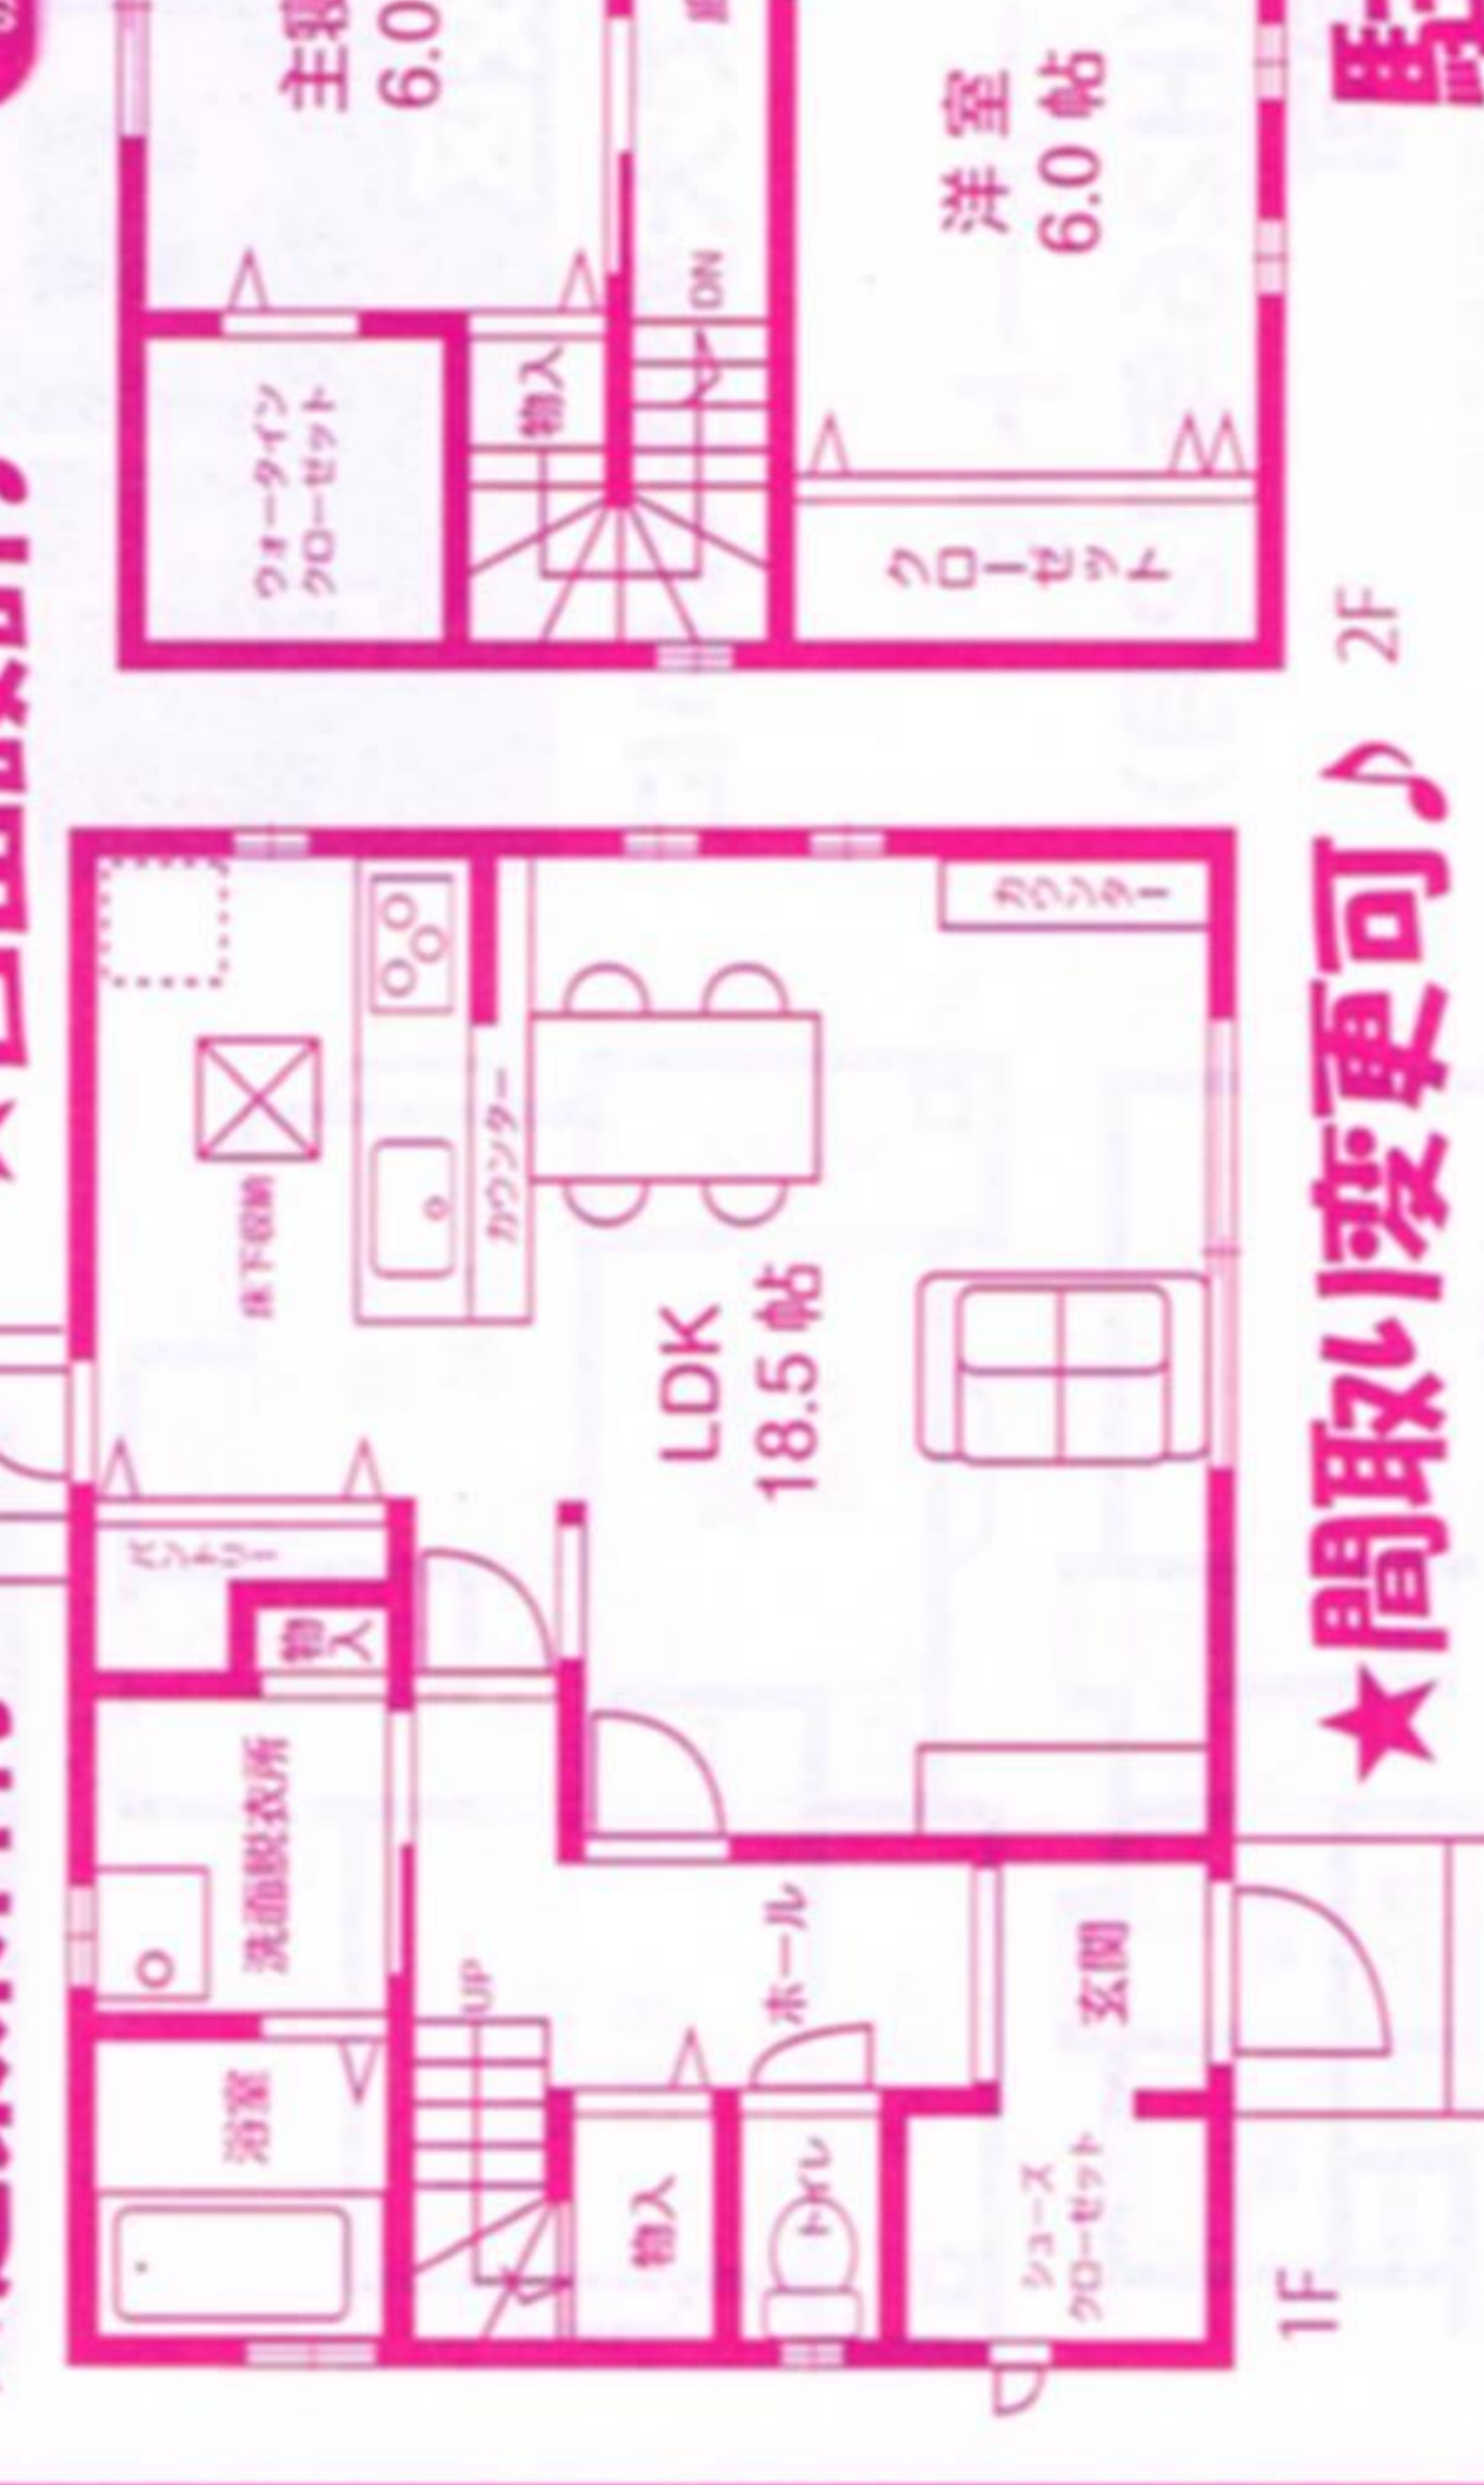 浴室
洗面脱衣所
物入
パントリー
床下収納
UP
カウンター
物入
トイレ
ホール
LDK
18.5 帖
シューズ
クローゼット
玄関
カウンター
1F
ウォークイン
クローゼット
物入
6.0
DN
洋室
6.0 帖
クローゼット
2F
★間取り変更可♪